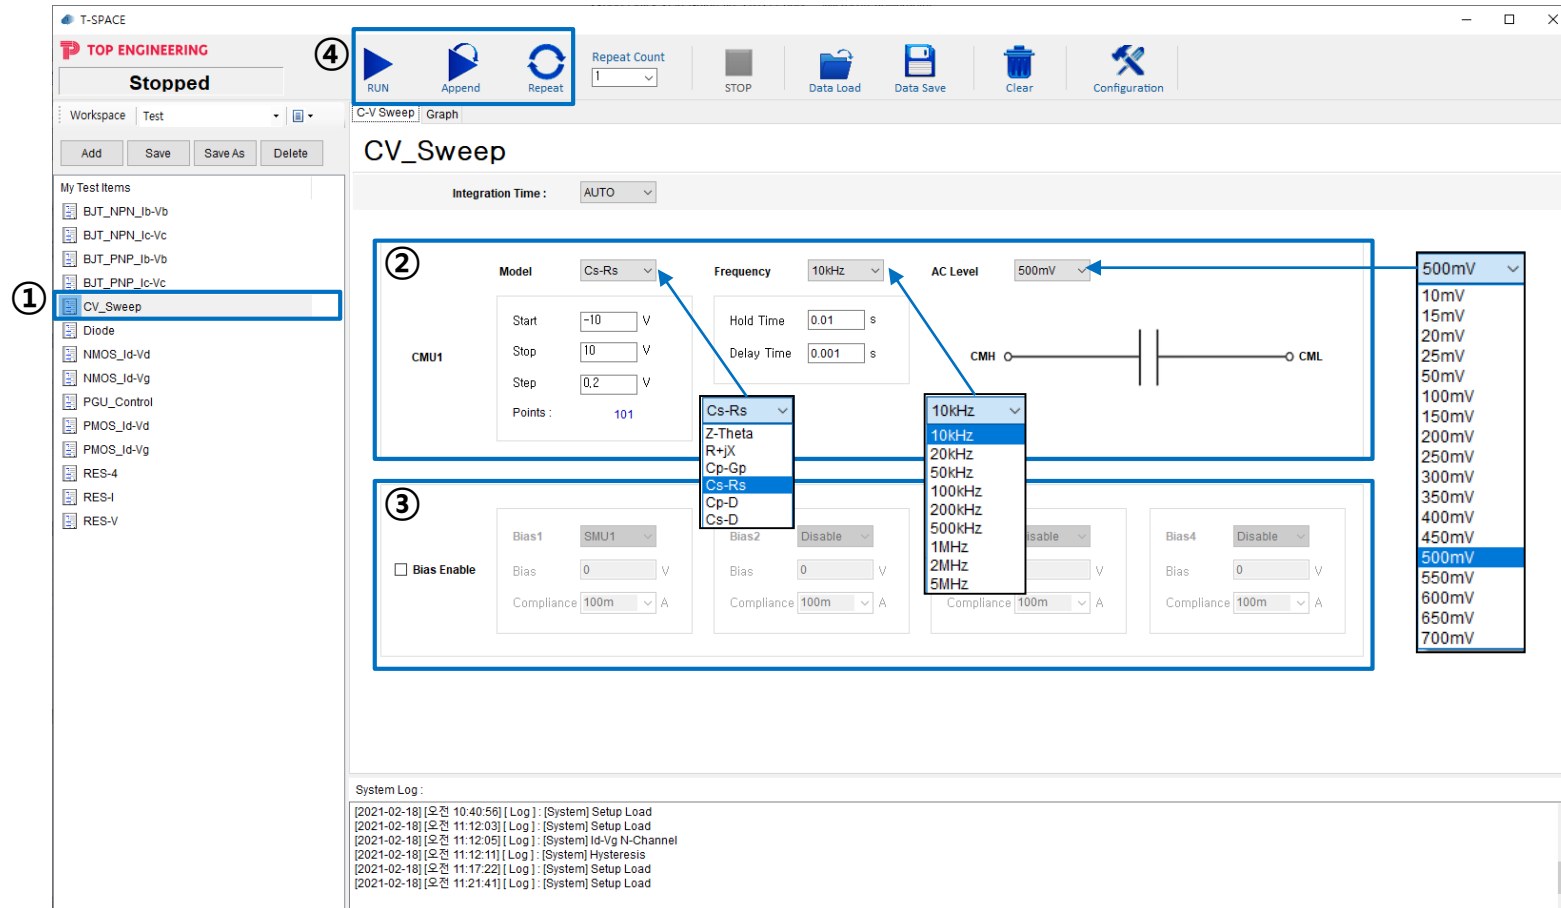 T-SPACE
TOP ENGINEERING
Stopped
④
RUN
Append
Repeat
Repeat Count
1
STOP
Data Load
Data Save
Clear
Configuration
Workspace
Test
C-V Sweep
Graph
Add
Save
Save As
Delete
CV_Sweep
My Test Items
Integration Time :
AUTO
BJT_NPN_Ib-Vb
BJT_NPN_Ic-Vc
BJT_PNP_Ib-Vb
BJT_PNP_Ic-Vc
①
CV_Sweep
Diode
NMOS_Id-Vd
NMOS_Id-Vg
PGU_Control
PMOS_Id-Vd
PMOS_Id-Vg
RES-4
RES-I
RES-V
②
Model
Cs-Rs
Frequency
10kHz
AC Level
500mV
CMU1
Start
-10
V
Stop
10
V
Step
0,2
V
Points :
101
Hold Time
0.01
s
Delay Time
0.001
s
CMH
CML
Cs-Rs
Z-Theta
R+jX
Cp-Gp
Cs-Rs
Cp-D
Cs-D
10kHz
10kHz
20kHz
50kHz
100kHz
200kHz
500kHz
1MHz
2MHz
5MHz
500mV
10mV
15mV
20mV
25mV
50mV
100mV
150mV
200mV
250mV
300mV
350mV
400mV
450mV
500mV
550mV
600mV
650mV
700mV
③
Bias Enable
Bias1
SMU1
Bias
0
V
Compliance
100m
A
Bias2
Disable
Bias
0
V
Compliance
100m
A
isable
V
Compliance
100m
A
Bias4
Disable
Bias
0
V
Compliance
100m
A
System Log :
[2021-02-18] [오전 10:40:56] [ Log ] : [System] Setup Load
[2021-02-18] [오전 11:12:03] [ Log ] : [System] Setup Load
[2021-02-18] [오전 11:12:05] [ Log ] : [System] Id-Vg N-Channel
[2021-02-18] [오전 11:12:11] [ Log ] : [System] Hysteresis
[2021-02-18] [오전 11:17:22] [ Log ] : [System] Setup Load
[2021-02-18] [오전 11:21:41] [ Log ] : [System] Setup Load